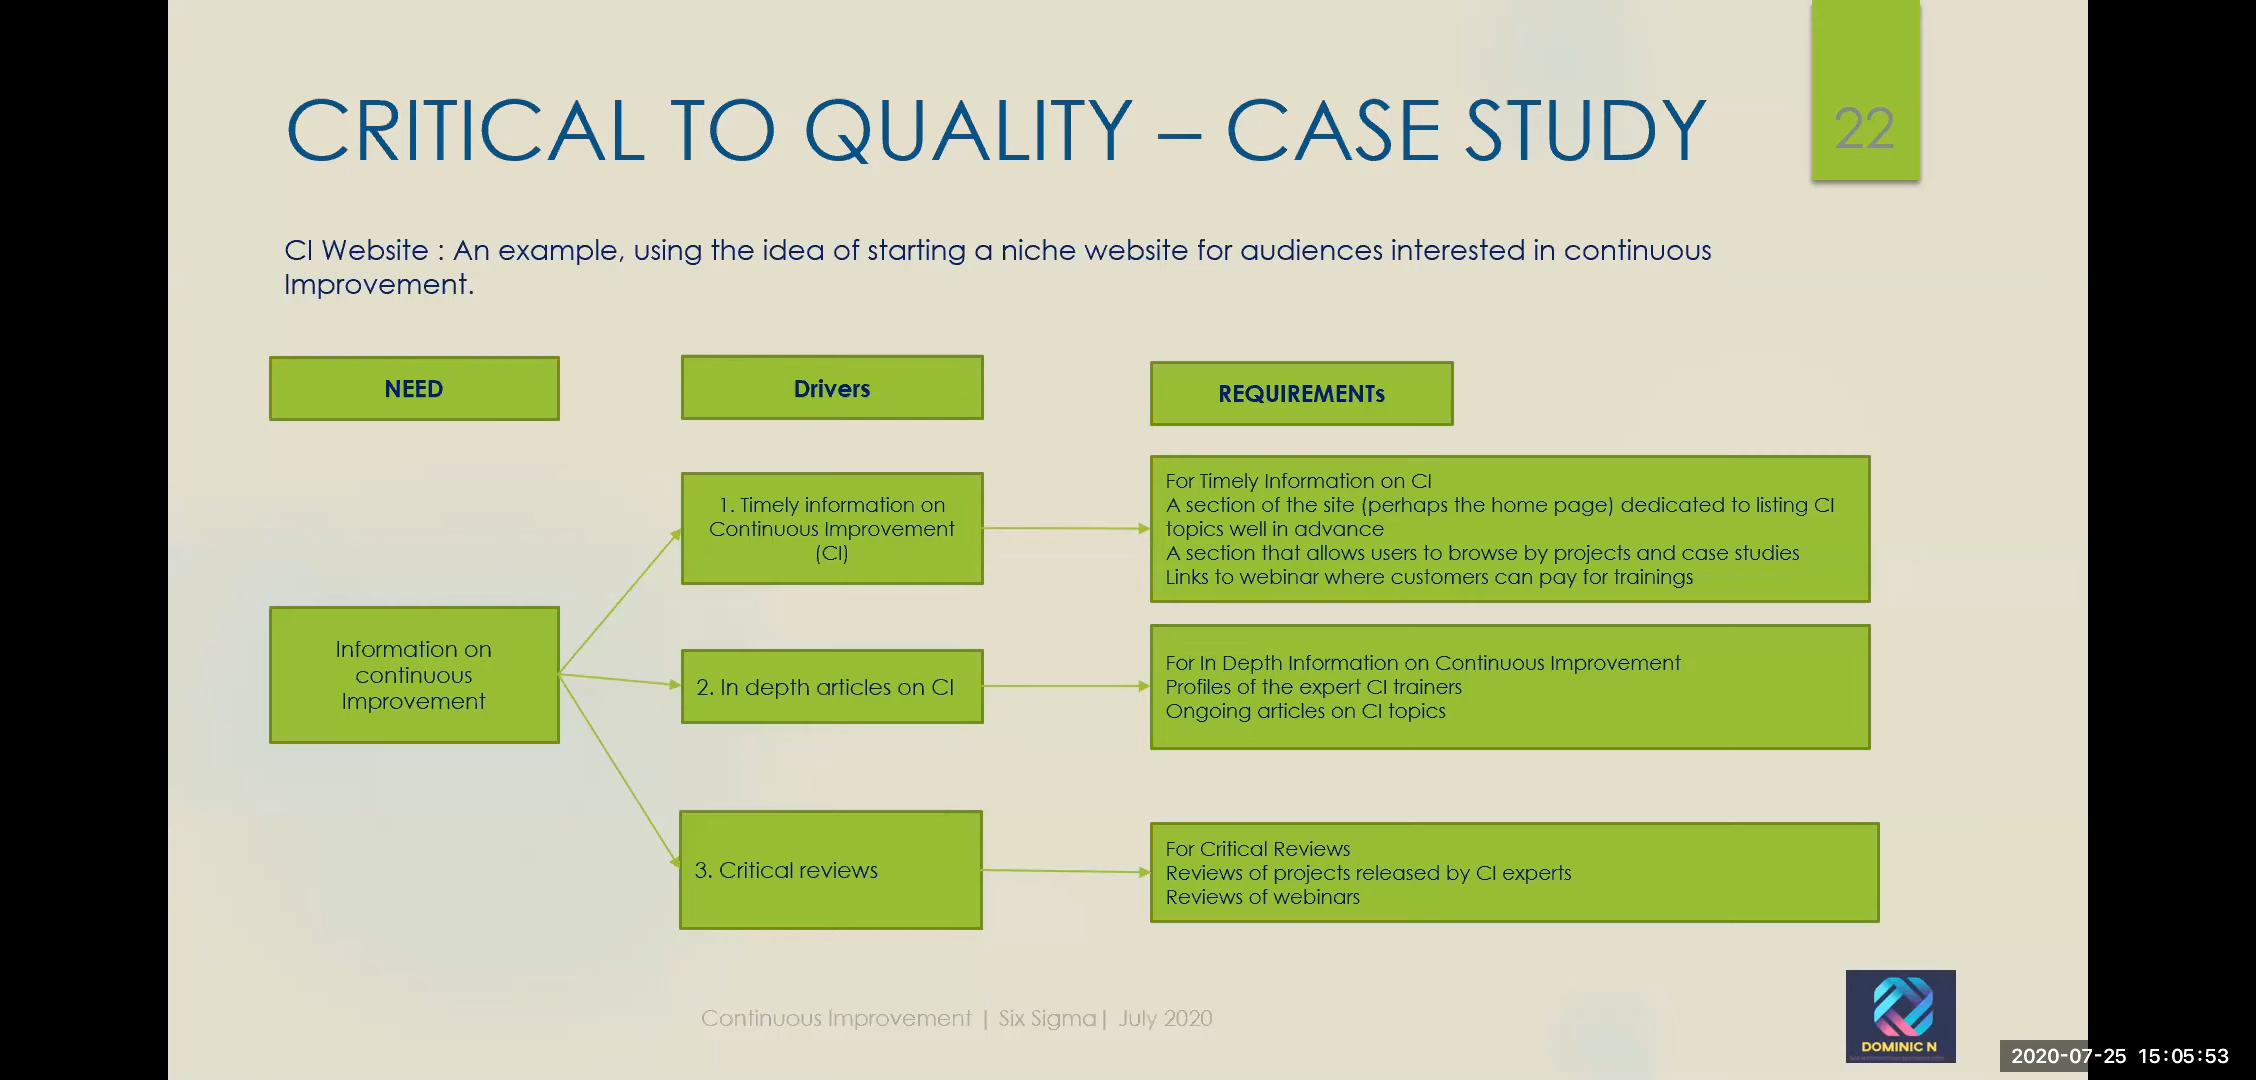 CRITICAL TO QUALITY – CASE STUDY
22
CI Website : An example, using the idea of starting a niche website for audiences interested in continuous
Improvement.
NEED
Drivers
REQUIREMENTs
Information on
continuous
Improvement
1. Timely information on
Continuous Improvement
(CI)
For Timely Information on CI
A section of the site (perhaps the home page) dedicated to listing CI
topics well in advance
A section that allows users to browse by projects and case studies
Links to webinar where customers can pay for trainings
2. In depth articles on CI
For In Depth Information on Continuous Improvement
Profiles of the expert CI trainers
Ongoing articles on CI topics
3. Critical reviews
For Critical Reviews
Reviews of projects released by CI experts
Reviews of webinars
Continuous Improvement | Six Sigma| July 2020
DOMINIC N
2020-07-25 15:05:53